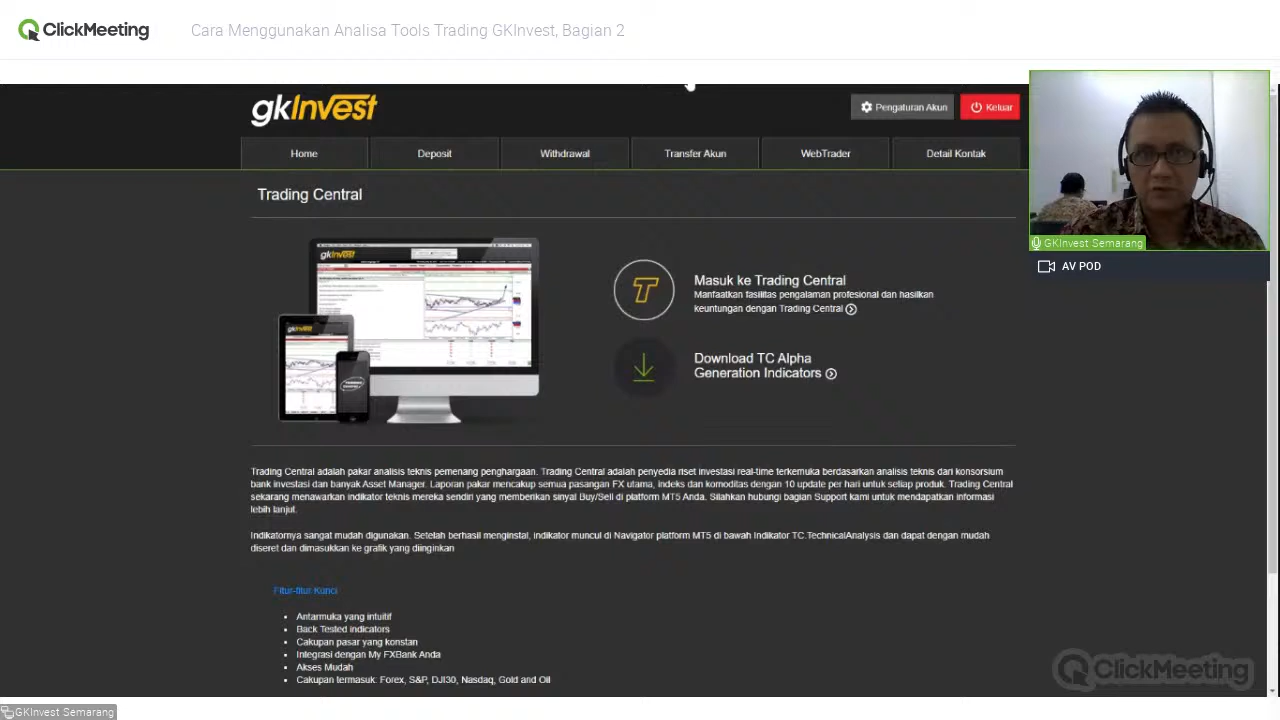 ClickMeeting
Cara Menggunakan Analisa Tools Trading GKInvest, Bagian 2
gkInvest
Pengaturan Akun
Keluar
Home
Deposit
Withdrawal
Transfer Akun
WebTrader
Detail Kontak
GKInvest Semarang
AV POD
Trading Central
gkInvest
gkInvest
Masuk ke Trading Central
Manfaatkan fasilitas pengalaman profesional dan hasilkan
keuntungan dengan Trading Central
Download TC Alpha
Generation Indicators
Trading Central adalah pakar analisis teknis pemenang penghargaan. Trading Central adalah penyedia riset investasi real-time terkemuka berdasarkan analisis teknis dari konsorsium
bank investasi dan banyak Asset Manager. Laporan pakar mencakup semua pasangan FX utama, indeks dan komoditas dengan 10 update per hari untuk setiap produk. Trading Central
sekarang menawarkan indikator teknis mereka sendiri yang memberikan sinyal Buy/Sell di platform MT5 Anda. Silahkan hubungi bagian Support kami untuk mendapatkan informasi
lebih lanjut.
Indikatornya sangat mudah digunakan. Setelah berhasil menginstal, indikator muncul di Navigator platform MT5 di bawah Indikator TC.TechnicalAnalysis dan dapat dengan mudah
diseret dan dimasukkan ke grafik yang diinginkan
Fitur-fitur Kunci
• Antarmuka yang intuitif
• Back Tested indicators
• Cakupan pasar yang konstan
• Integrasi dengan My FXBank Anda
• Akses Mudah
• Cakupan termasuk: Forex, S&P, DJI30, Nasdaq, Gold and Oil
ClickMeeting
GKInvest Semarang